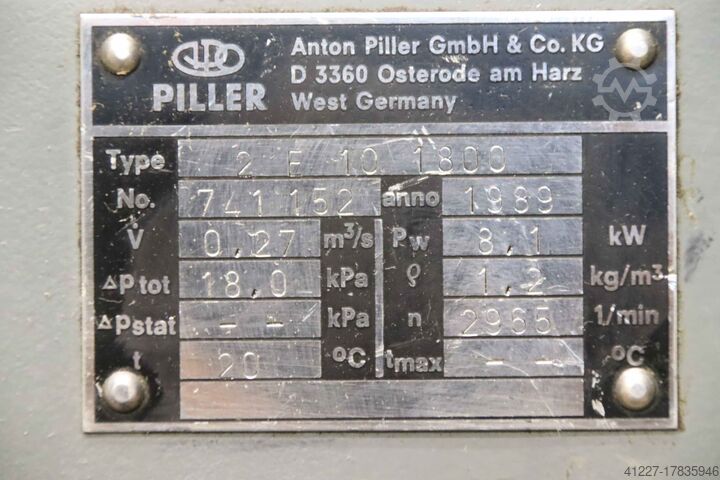 Anton Piller GmbH & Co. KG
D 3360 Osterode am Harz
PILLER West Germany
Type 2 E 10 1800
No. 741 152 anno 1989
V̇ 0,27 m³/s Pw 8,1 kW
ΔPtot 18,0 kPa ϱ 1,2 kg/m³
ΔPstat -- kPa n 2965 1/min
t 20 °C tmax -- °C
41227-17835946